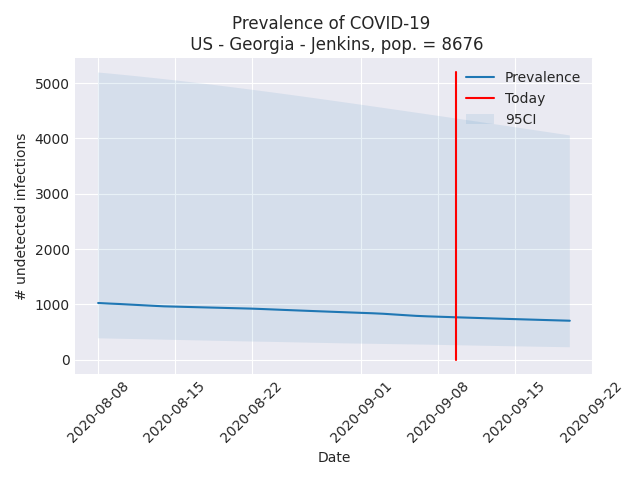 Prevalence of COVID-19
US - Georgia - Jenkins, pop. = 8676
Prevalence
Today
95CI
# undetected infections
5000
4000
3000
2000
1000
0
2020-08-08
2020-08-15
2020-08-22
2020-09-01
2020-09-08
2020-09-15
2020-09-22
Date